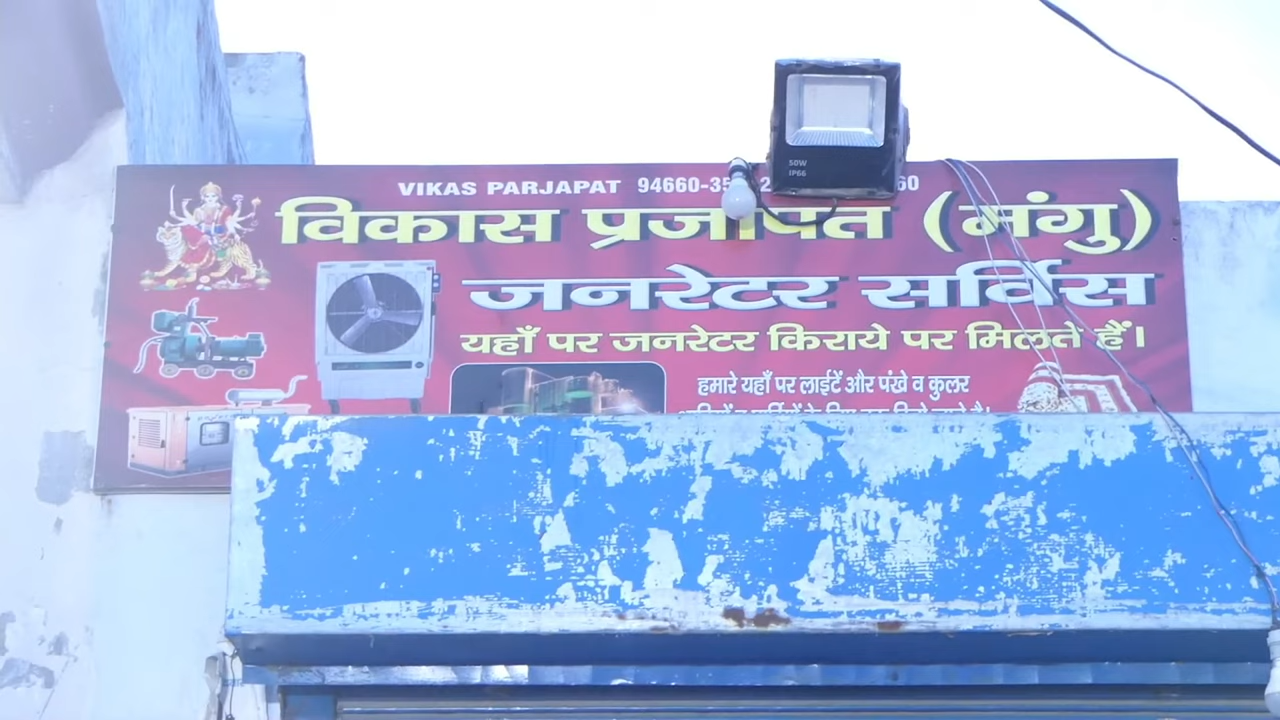 VIKAS PARJAPAT 94660-35
विकास प्रजापत (मंगु)
जनरेटर सर्विस
यहाँ पर जनरेटर किराये पर मिलते हैं।
हमारे यहाँ पर लाईटें और पंखे व कुलर
50W
IP66